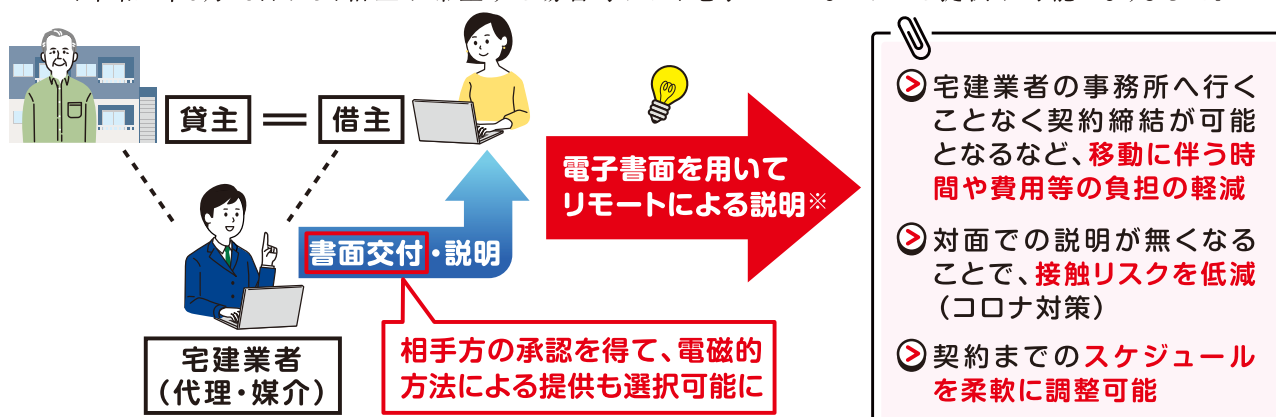 貸主
借主
書面交付・説明
宅建業者
（代理・媒介）
相手方の承認を得て、電磁的
方法による提供も選択可能に
電子書面を用いて
リモートによる説明※
宅建業者の事務所へ行く
ことなく契約締結が可能
となるなど、移動に伴う時
間や費用等の負担の軽減
対面での説明が無くなる
ことで、接触リスクを低減
（コロナ対策）
契約までのスケジュール
を柔軟に調整可能